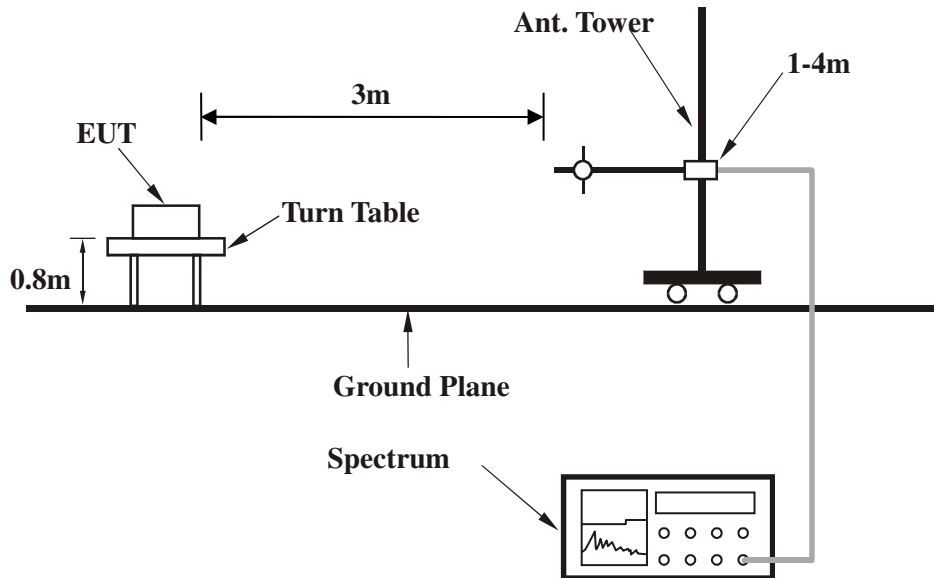 Ant. Tower
1-4m
3m
EUT
Turn Table
0.8m
Ground Plane
Spectrum